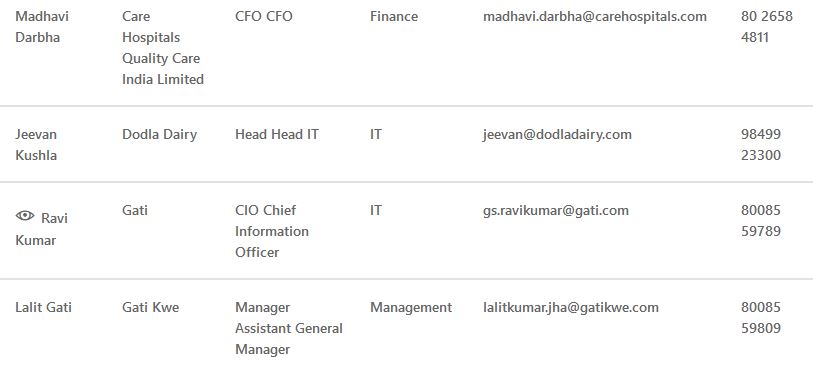 Madhavi Darbha Care Hospitals Quality Care India Limited CFO CFO Finance madhavi.darbha@carehospitals.com 80 2658 4811
Jeevan Kushla Dodla Dairy Head Head IT IT jeevan@dodladairy.com 98499 23300
Ravi Kumar Gati CIO Chief Information Officer IT gs.ravikumar@gati.com 80085 59789
Lalit Gati Gati Kwe Manager Assistant General Manager Management lalitkumar.jha@gatikwe.com 80085 59809